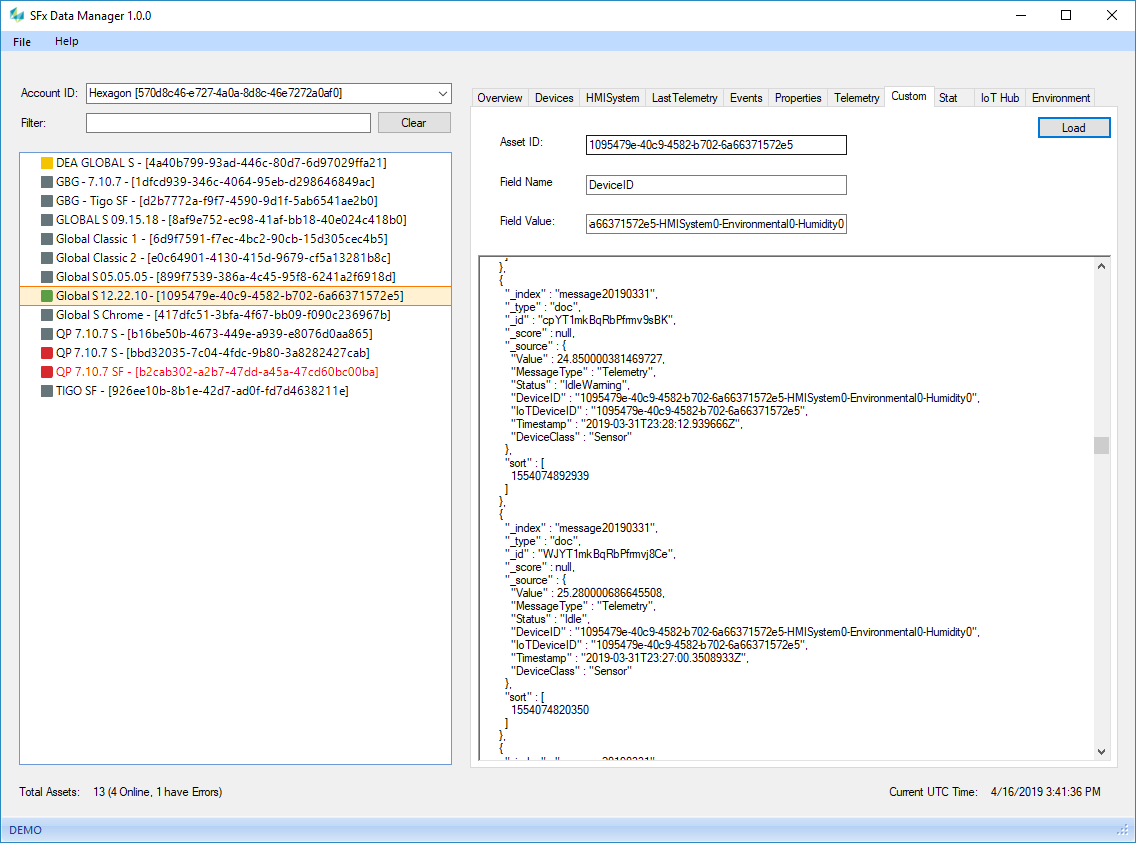 SFx Data Manager 1.0.0
File Help
Account ID: Hexagon [570d8c46-e727-4a0a-8d8c-46e7272a0af0]
Filter: Clear
DEA GLOBAL S - [4a40b799-93ad-446c-80d7-6d97029ffa21]
GBG - 7.10.7 - [1dfcd939-346c-4064-95eb-d298646849ac]
GBG - Tigo SF - [d2b7772a-f9f7-4590-9d1f-5ab6541ae2b0]
GLOBAL S 09.15.18 - [8af9e752-ec98-41af-bb18-40e024c418b0]
Global Classic 1 - [6d9f7591-f7ec-4bc2-90cb-15d305cec4b5]
Global Classic 2 - [e0c64901-4130-415d-9679-cf5a13281b8c]
Global S 05.05.05 - [899f7539-386a-4c45-95f8-6241a2f6918d]
Global S 12.22.10 - [1095479e-40c9-4582-b702-6a66371572e5]
Global S Chrome - [417dfc51-3bfa-4f67-bb09-f090c236967b]
QP 7.10.7 S - [b16be50b-4673-449e-a939-e8076d0aa865]
QP 7.10.7 S - [bbd32035-7c04-4fdc-9b80-3a8282427cab]
QP 7.10.7 SF - [b2cab302-a2b7-47dd-a45a-47cd60bc00ba]
TIGO SF - [926ee10b-8b1e-42d7-ad0f-fd7d4638211e]
Overview Devices HMISystem LastTelemetry Events Properties Telemetry Custom Stat IoT Hub Environment
Load
Asset ID: 1095479e-40c9-4582-b702-6a66371572e5
Field Name DeviceID
Field Value: a66371572e5-HMISystem0-Environmental0-Humidity0
]
},
{
"_index" : "message20190331",
"_type" : "doc",
"_id" : "cpYT1mkBqRbPfrmv9sBK",
"_score" : null,
"_source" : {
"Value" : 24.850000381469727,
"MessageType" : "Telemetry",
"Status" : "IdleWarning",
"DeviceID" : "1095479e-40c9-4582-b702-6a66371572e5-HMISystem0-Environmental0-Humidity0",
"IoTDeviceID" : "1095479e-40c9-4582-b702-6a66371572e5",
"Timestamp" : "2019-03-31T23:28:12.939666Z",
"DeviceClass" : "Sensor"
},
"sort" : [
1554074892939
]
},
{
"_index" : "message20190331",
"_type" : "doc",
"_id" : "WJYT1mkBqRbPfrmvj8Ce",
"_score" : null,
"_source" : {
"Value" : 25.280000686645508,
"MessageType" : "Telemetry",
"Status" : "Idle",
"DeviceID" : "1095479e-40c9-4582-b702-6a66371572e5-HMISystem0-Environmental0-Humidity0",
"IoTDeviceID" : "1095479e-40c9-4582-b702-6a66371572e5",
"Timestamp" : "2019-03-31T23:27:00.3508933Z",
"DeviceClass" : "Sensor"
},
"sort" : [
1554074820350
]
},
{
Total Assets: 13 (4 Online, 1 have Errors)
Current UTC Time: 4/16/2019 3:41:36 PM
DEMO